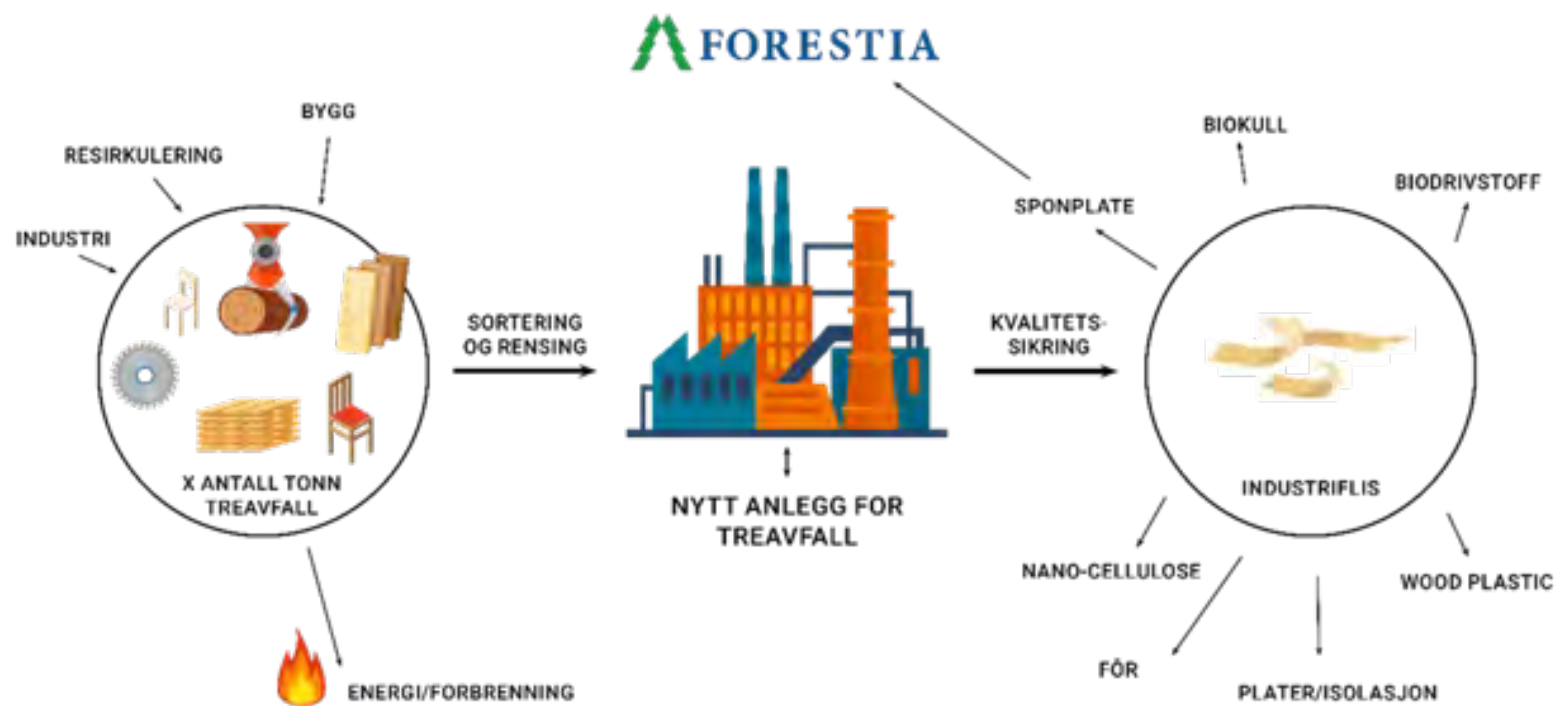 FORESTIA
BYGG
RESIRKULERING
INDUSTRI
X ANTALL TONN
TREAVFALL
ENERGI/FORBRENNING
SORTERING
OG RENSING
NYTT ANLEGG FOR
TREAVFALL
KVALITETS-
SIKRING
SPONPLATE
BIOKULL
BIODRIVSTOFF
INDUSTRIFLIS
NANO-CELLULOSE
FÔR
PLATER/ISOLASJON
WOOD PLASTIC